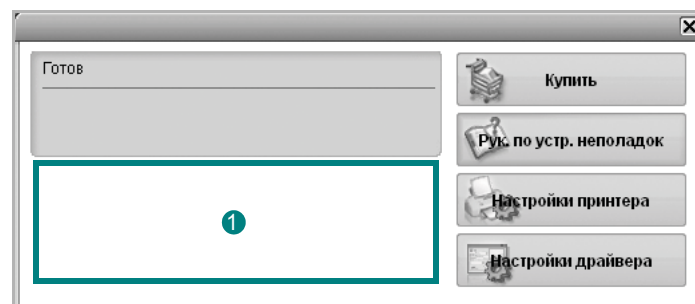 Готов
Купить
Рук. по устр. неполадок
1
Настройки принтера
Настройки драйвера